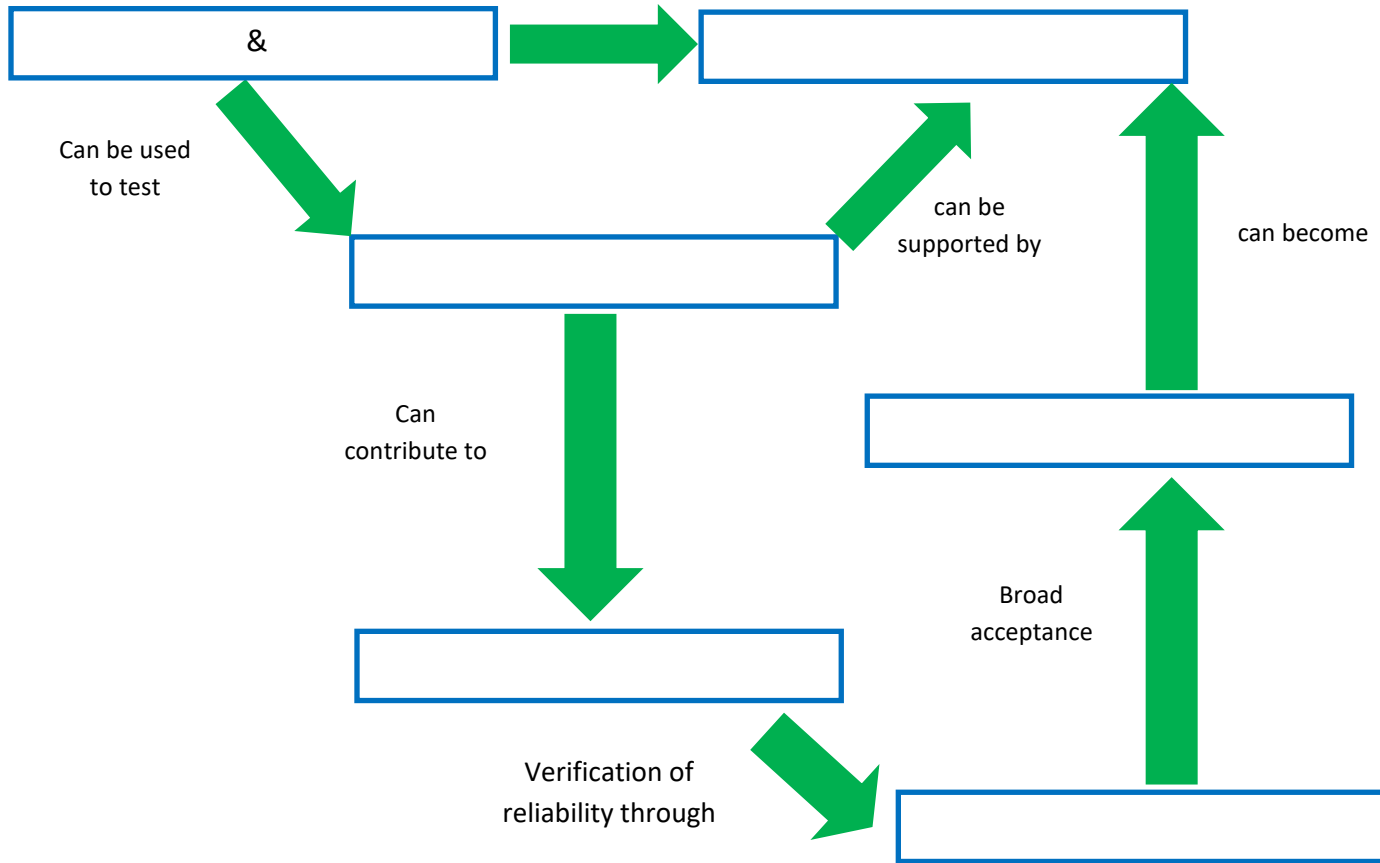 &
Can be used
to test
can be
supported by
can become
Can
contribute to
Broad
acceptance
Verification of
reliability through